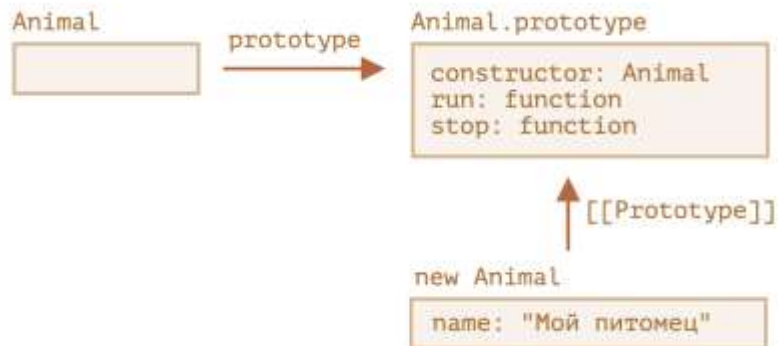 Animal
prototype
Animal.prototype
constructor: Animal
run: function
stop: function
[[Prototype]]
new Animal
name: "Мой питомец"